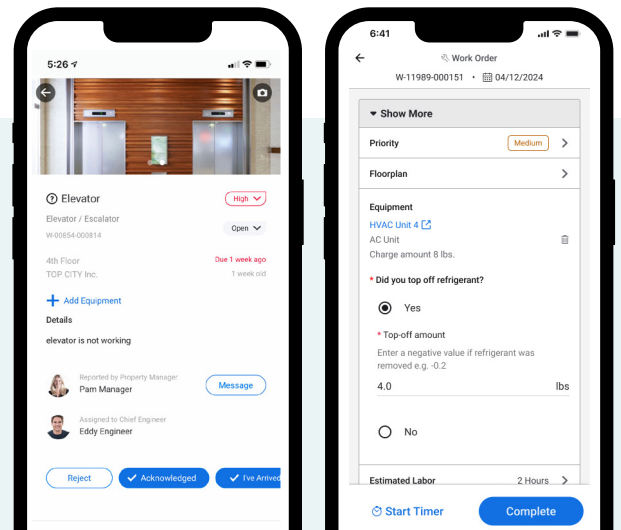 5:26
Elevator
High
Elevator / Escalator
W-00854-000814
Open
4th Floor
Due 1 week ago
TOP CITY Inc.
1 week old
Add Equipment
Details
elevator is not working
Reported by Property Manager
Pam Manager
Message
Assigned to Chief Engineer
Eddy Engineer
Reject
Acknowledged
I've Arrived
6:41
Work Order
W-11989-000151 • 04/12/2024
Show More
Priority
Medium
Floorplan
Equipment
HVAC Unit 4
AC Unit
Charge amount 8 lbs.
* Did you top off refrigerant?
Yes
* Top-off amount
Enter a negative value if refrigerant was
removed e.g. -0.2
4.0 lbs
No
Estimated Labor
2 Hours
Start Timer
Complete